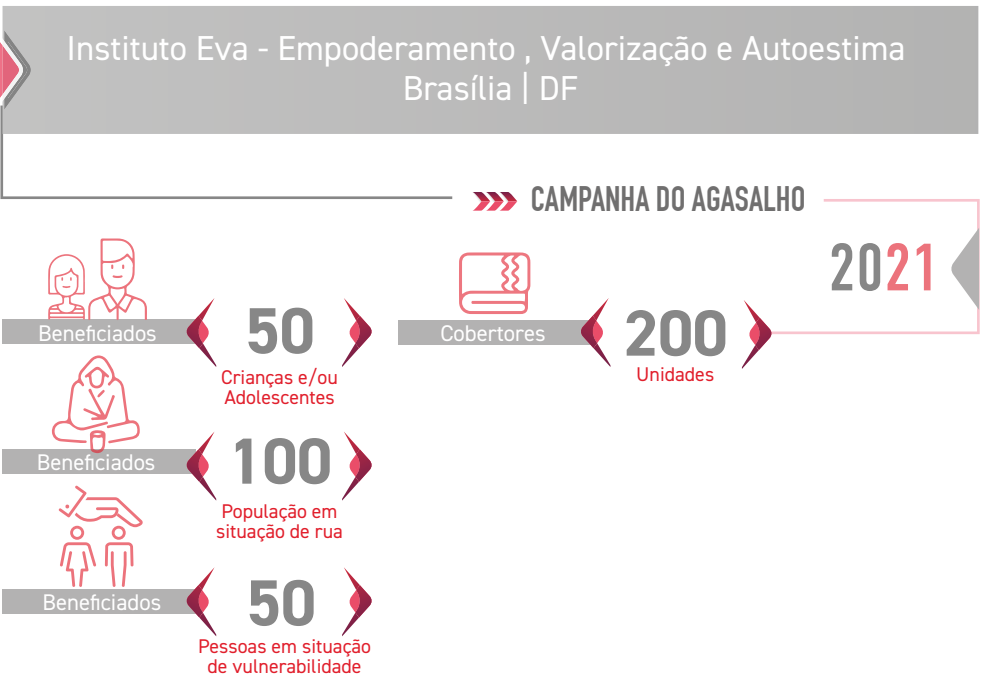 Instituto Eva - Empoderamento , Valorização e Autoestima
Brasília | DF
CAMPANHA DO AGASALHO
2021
Beneficiados
50
Crianças e/ou
Adolescentes
Cobertores
200
Unidades
Beneficiados
100
População em
situação de rua
Beneficiados
50
Pessoas em situação
de vulnerabilidade